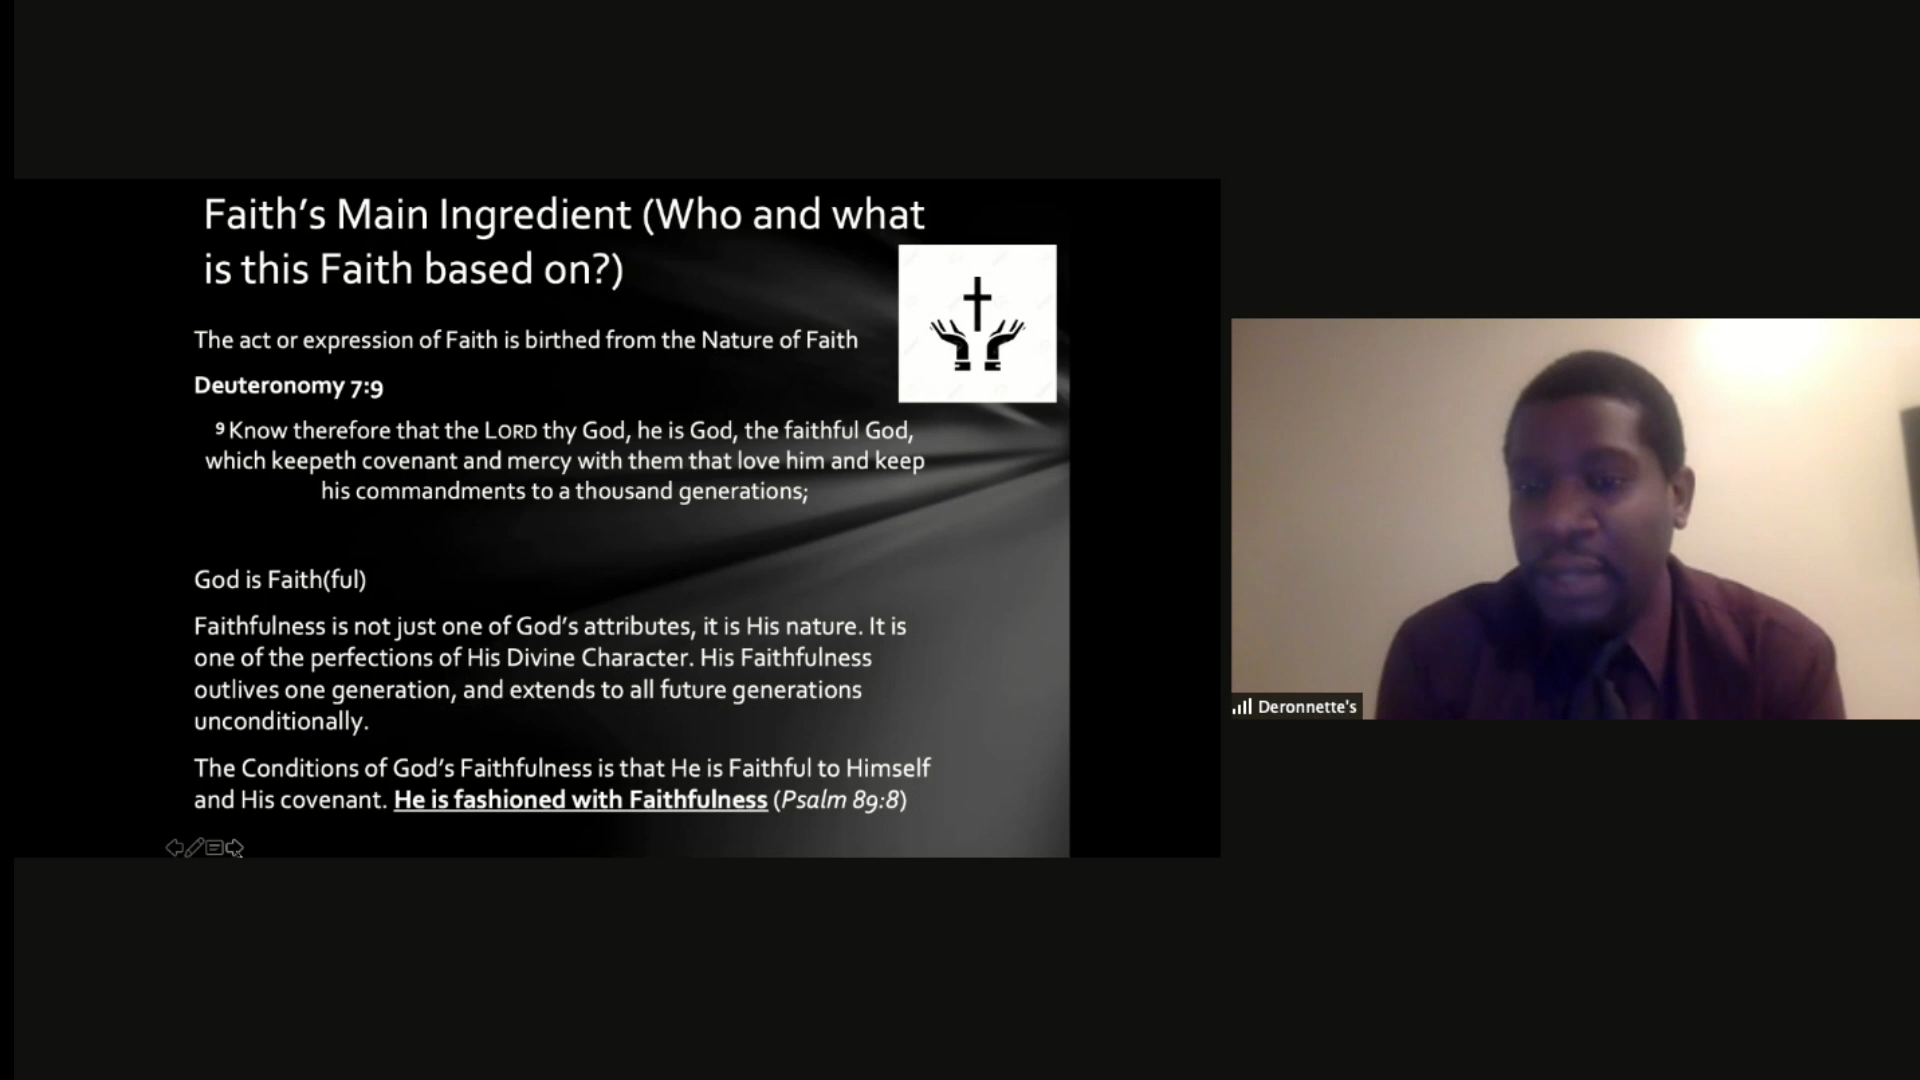 Faith's Main Ingredient (Who and what
is this Faith based on?)
The act or expression of Faith is birthed from the Nature of Faith
Deuteronomy 7:9
9 Know therefore that the LORD thy God, he is God, the faithful God,
which keepeth covenant and mercy with them that love him and keep
his commandments to a thousand generations;
God is Faith(ful)
Faithfulness is not just one of God's attributes, it is His nature. It is
one of the perfections of His Divine Character. His Faithfulness
outlives one generation, and extends to all future generations
unconditionally.
The Conditions of God's Faithfulness is that He is Faithful to Himself
and His covenant. He is fashioned with Faithfulness (Psalm 89:8)
Deronnette's